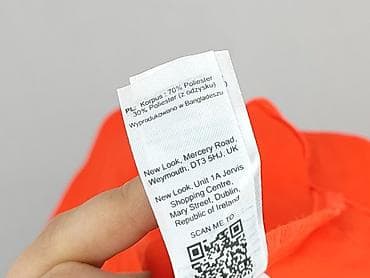 PL: Korpus : 70% Poliester
30% Poliester (z odzysku)
Wyprodukowano w Bangladeszu
New Look, Mercery Road,
Weymouth, DT3 5HJ, UK
New Look, Unit 1A Jervis
Shopping Centre,
Mary Street, Dublin,
Republic of Ireland
SCAN ME TO